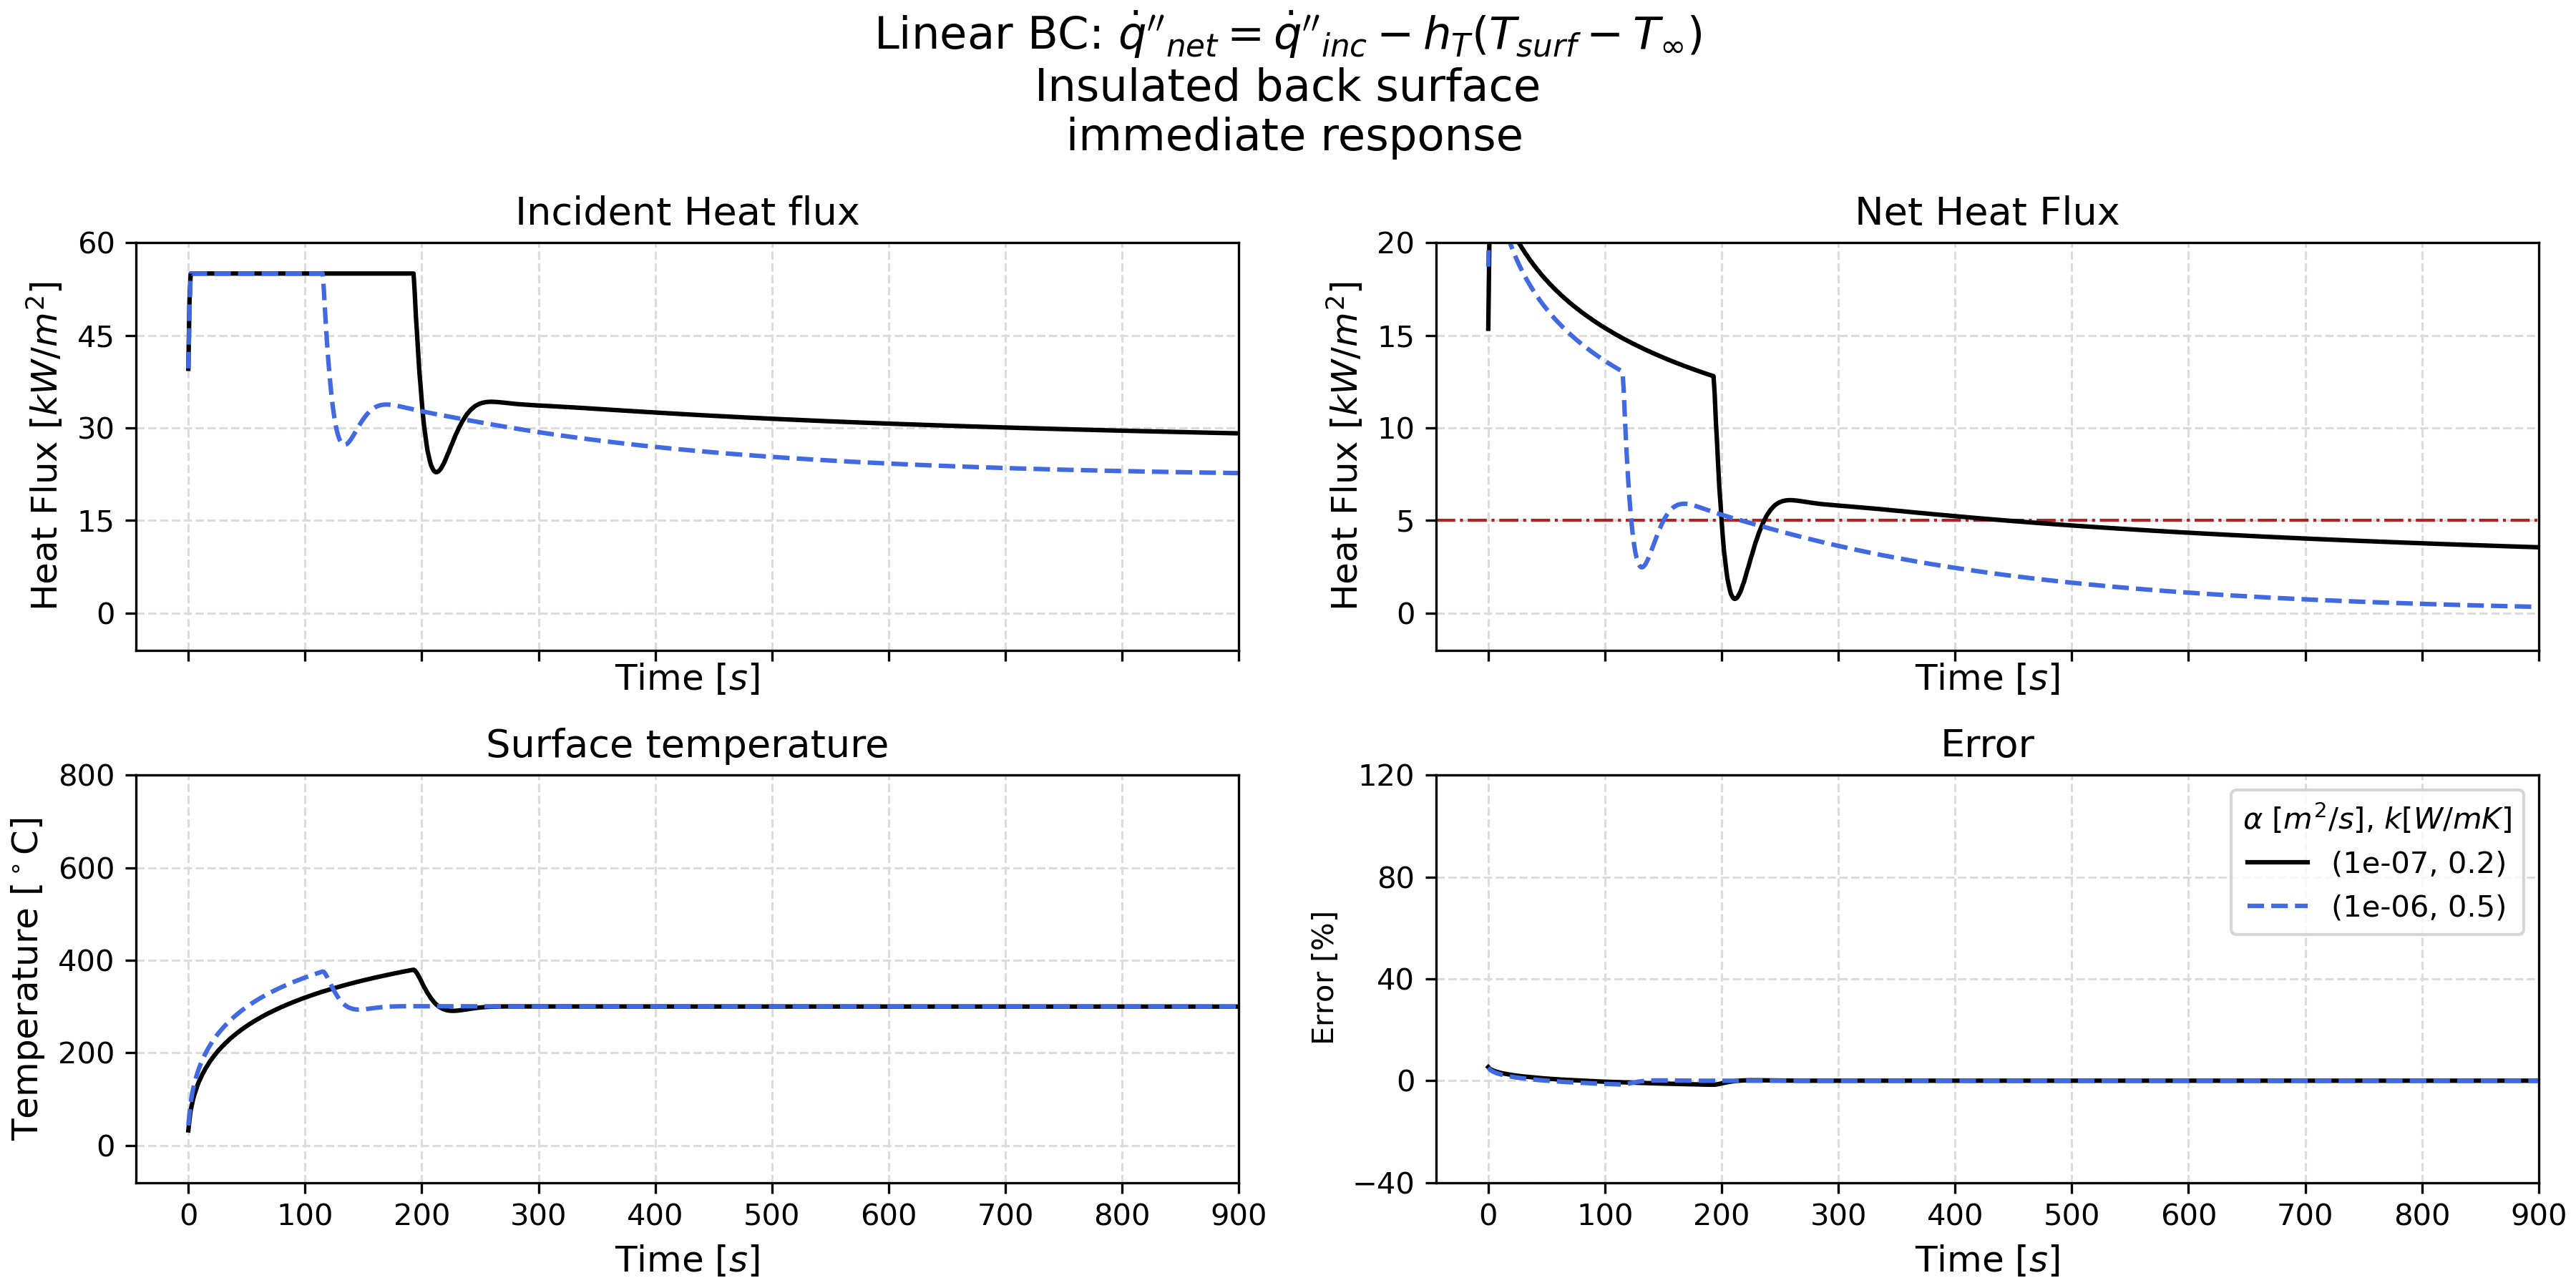 Linear BC: q̇''net = q̇''inc − hT(Tsurf − T∞)
Insulated back surface
immediate response
Incident Heat flux
60
45
30
15
0
Heat Flux [kW/m²]
Time [s]
Net Heat Flux
20
15
10
5
0
Heat Flux [kW/m²]
Time [s]
Surface temperature
800
600
400
200
0
Temperature [°C]
0 100 200 300 400 500 600 700 800 900
Time [s]
Error
120
80
40
0
−40
Error [%]
α [m²/s], k[W/mK]
(1e-07, 0.2)
(1e-06, 0.5)
0 100 200 300 400 500 600 700 800 900
Time [s]